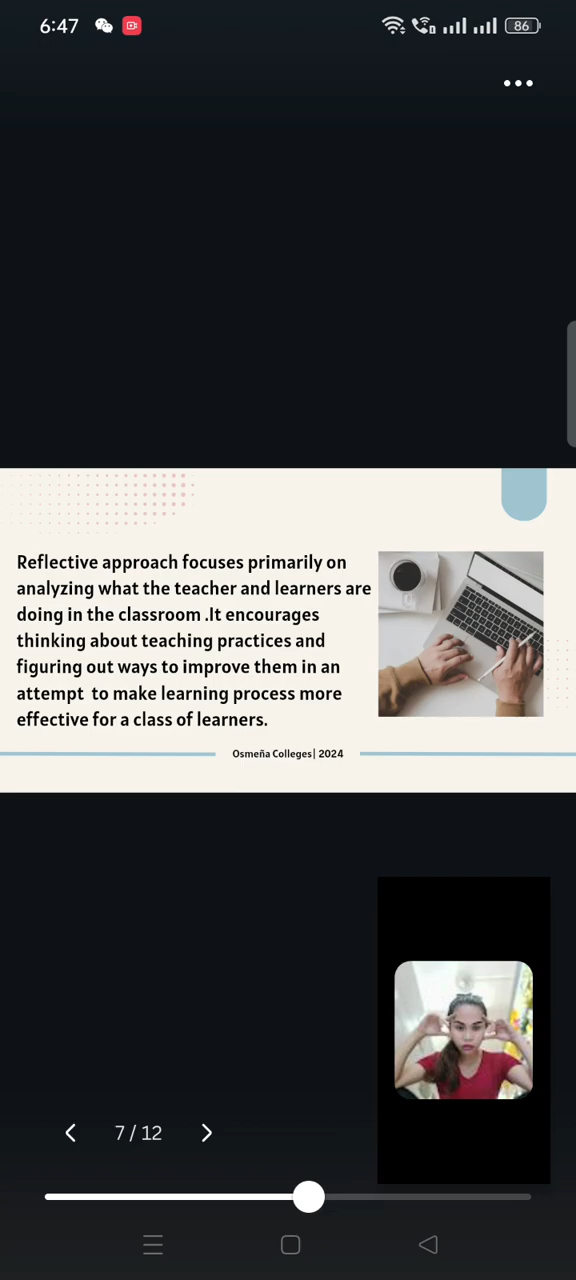 6:47
86
Reflective approach focuses primarily on
analyzing what the teacher and learners are
doing in the classroom .It encourages
thinking about teaching practices and
figuring out ways to improve them in an
attempt  to make learning process more
effective for a class of learners.
Osmeña Colleges| 2024
7 / 12